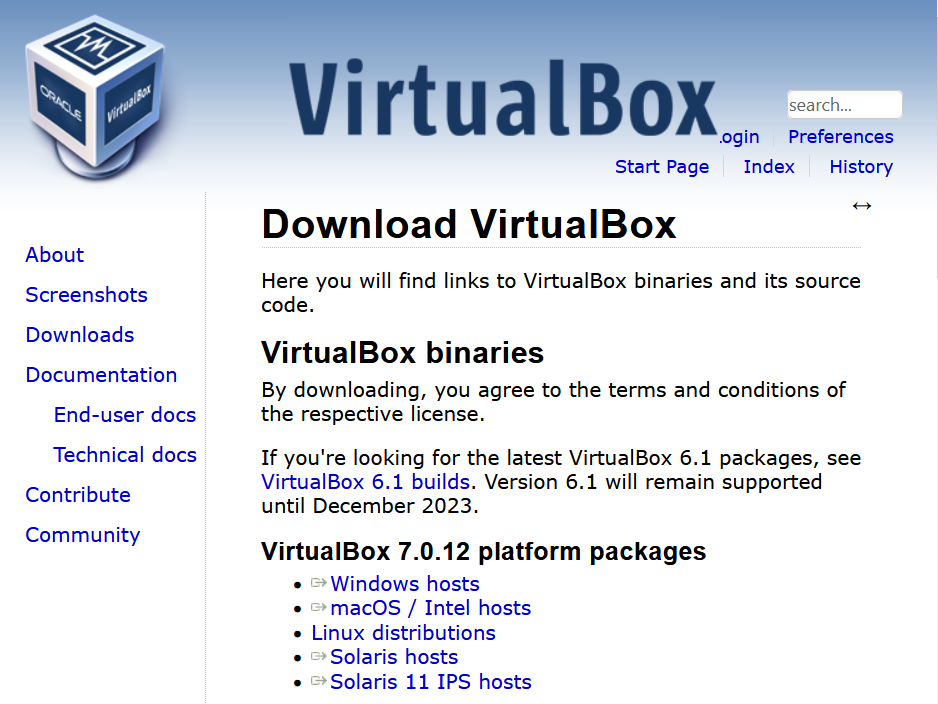 ORACLE
VirtualBox
VirtualBox
search...
ogin
Preferences
Start Page
Index
History
↔
Download VirtualBox
About
Screenshots
Downloads
Documentation
End-user docs
Technical docs
Contribute
Community
Here you will find links to VirtualBox binaries and its source
code.
VirtualBox binaries
By downloading, you agree to the terms and conditions of
the respective license.
If you're looking for the latest VirtualBox 6.1 packages, see
VirtualBox 6.1 builds. Version 6.1 will remain supported
until December 2023.
VirtualBox 7.0.12 platform packages
• Windows hosts
• macOS / Intel hosts
• Linux distributions
• Solaris hosts
• Solaris 11 IPS hosts